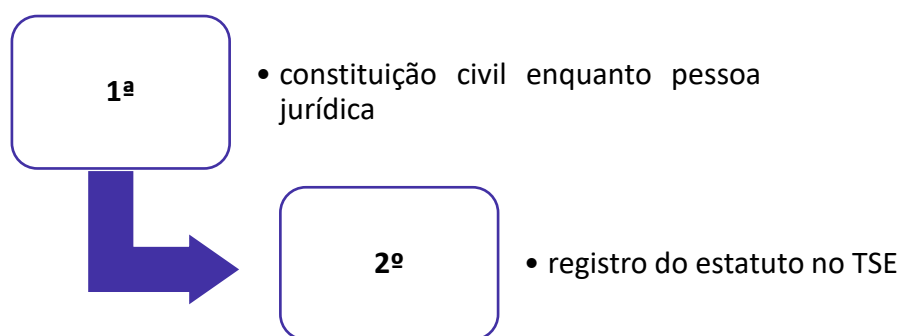 1ª
• constituição civil enquanto pessoa
jurídica
2º
• registro do estatuto no TSE